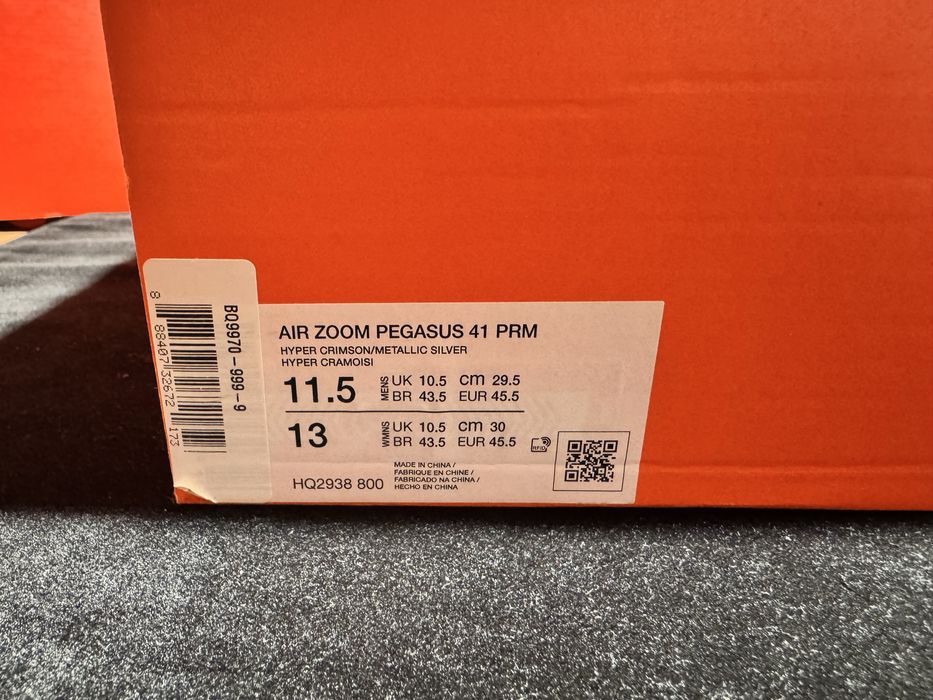 8 88407 32672 173
BQ9970-999-9
AIR ZOOM PEGASUS 41 PRM
HYPER CRIMSON/METALLIC SILVER
HYPER CRAMOISI
11.5 MENS UK 10.5 CM 29.5
BR 43.5 EUR 45.5
13 WMNS UK 10.5 CM 30
BR 43.5 EUR 45.5
RFID
HQ2938 800
MADE IN CHINA /
FABRIQUE EN CHINE /
FABRICADO NA CHINA /
HECHO EN CHINA